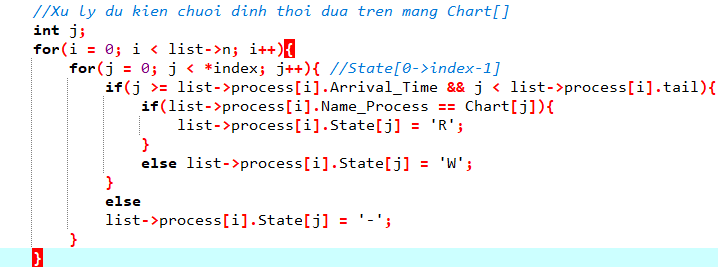 //Xu ly du kien chuoi dinh thoi dua tren mang Chart[]
int j;
for(i = 0; i < list->n; i++){
for(j = 0; j < *index; j++){ //State[0->index-1]
if(j >= list->process[i].Arrival_Time && j < list->process[i].tail){
if(list->process[i].Name_Process == Chart[j]){
list->process[i].State[j] = 'R';
}
else list->process[i].State[j] = 'W';
}
else
list->process[i].State[j] = '-';
}
}